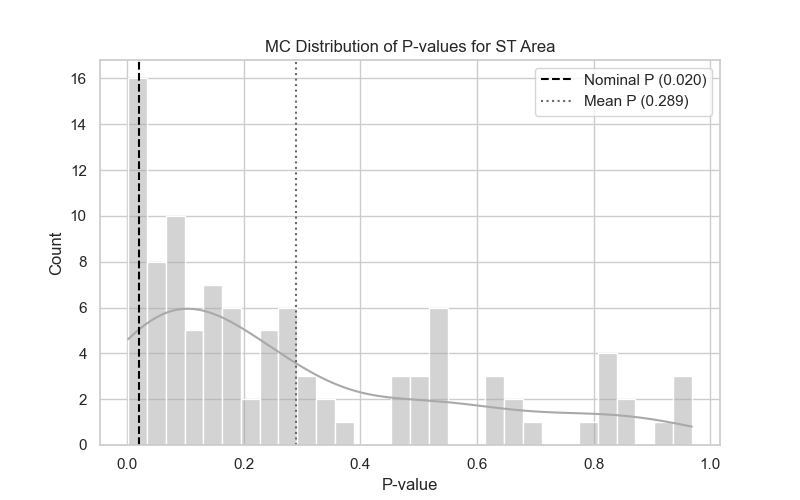 MC Distribution of P-values for ST Area
Nominal P (0.020)
Mean P (0.289)
16
14
12
10
8
6
4
2
0
Count
0.0 0.2 0.4 0.6 0.8 1.0
P-value